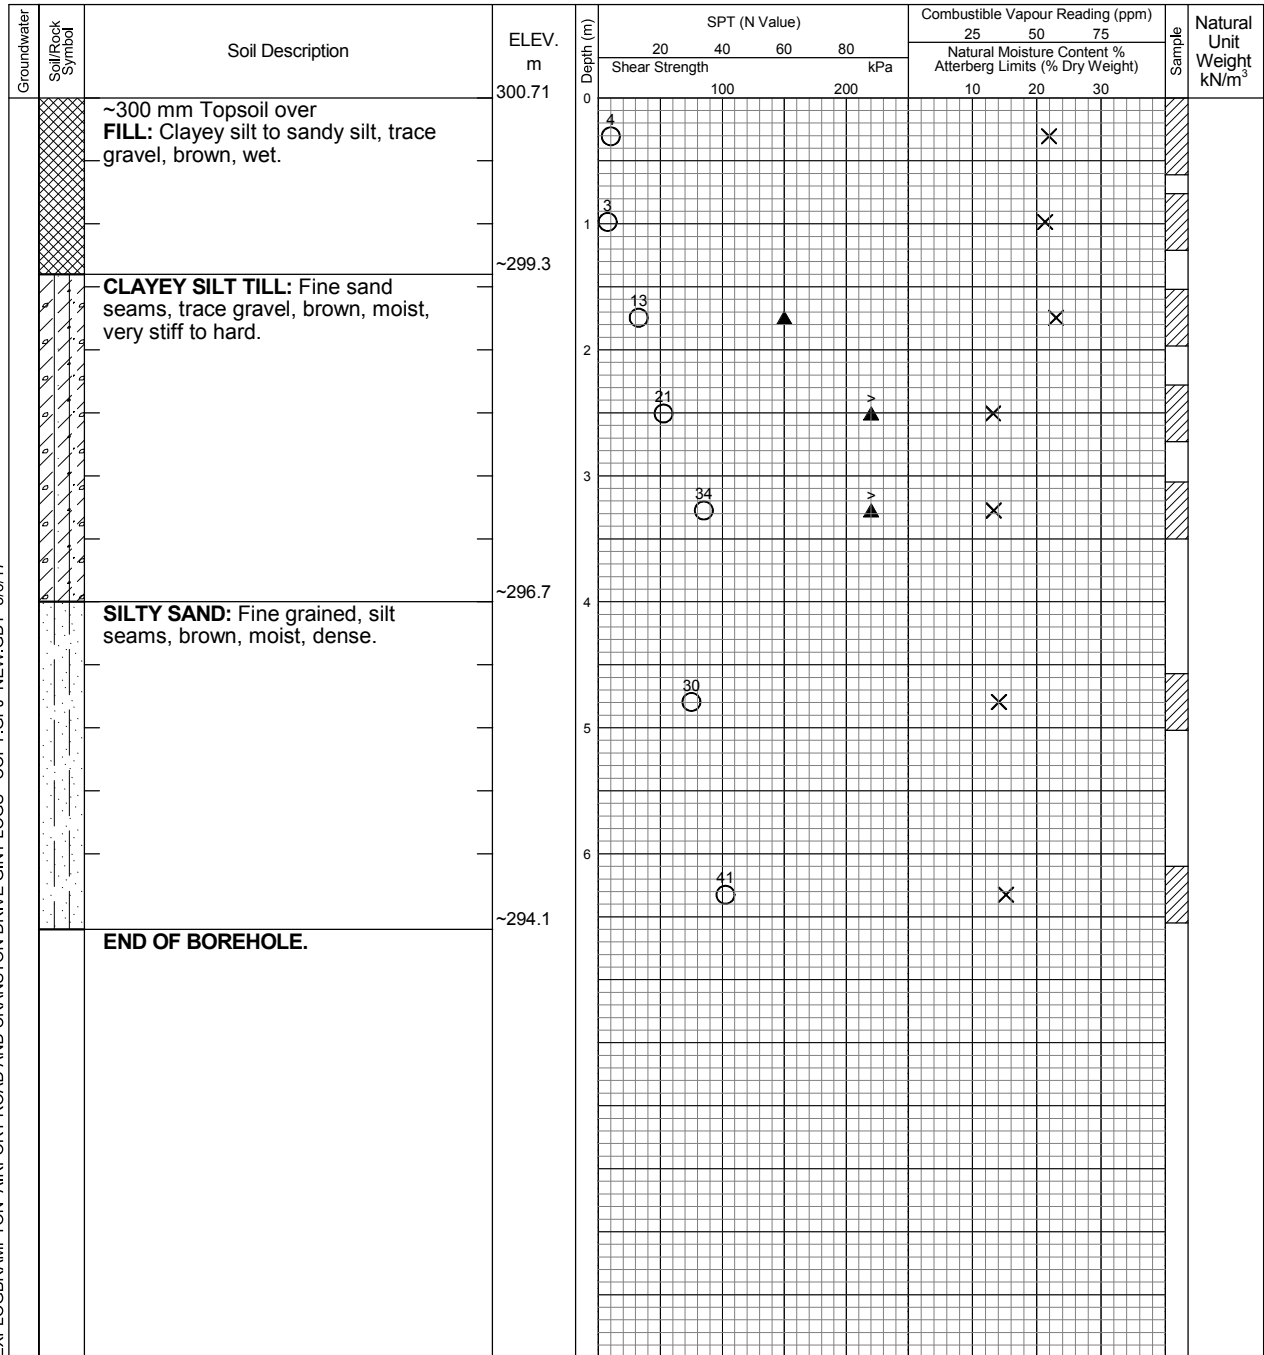 Groundwater
Soil/Rock
Symbol
Soil Description
ELEV.
m
300.71
Depth (m)
SPT (N Value)
20 40 60 80
Shear Strength kPa
100 200
Combustible Vapour Reading (ppm)
25 50 75
Natural Moisture Content %
Atterberg Limits (% Dry Weight)
10 20 30
Sample
Natural
Unit
Weight
kN/m³
0
~300 mm Topsoil over
FILL: Clayey silt to sandy silt, trace
gravel, brown, wet.
4
3
1
~299.3
CLAYEY SILT TILL: Fine sand
seams, trace gravel, brown, moist,
very stiff to hard.
13
2
21
>
3
34
>
~296.7
4
SILTY SAND: Fine grained, silt
seams, brown, moist, dense.
30
5
6
41
~294.1
END OF BOREHOLE.